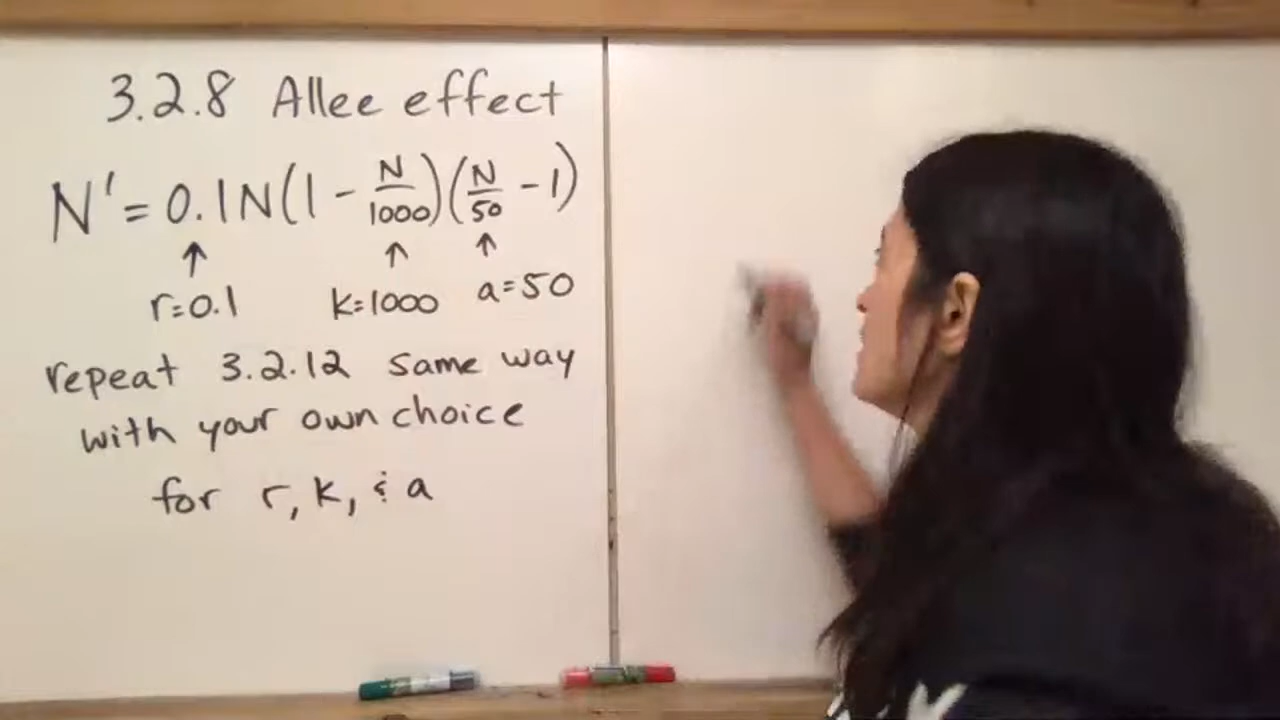 3.2.8 Allee effect
N' = 0.1N(1 - N/1000)(N/50 - 1)
↑ ↑ ↑
r=0.1 k=1000 a=50
repeat 3.2.12 same way
with your own choice
for r, k, & a